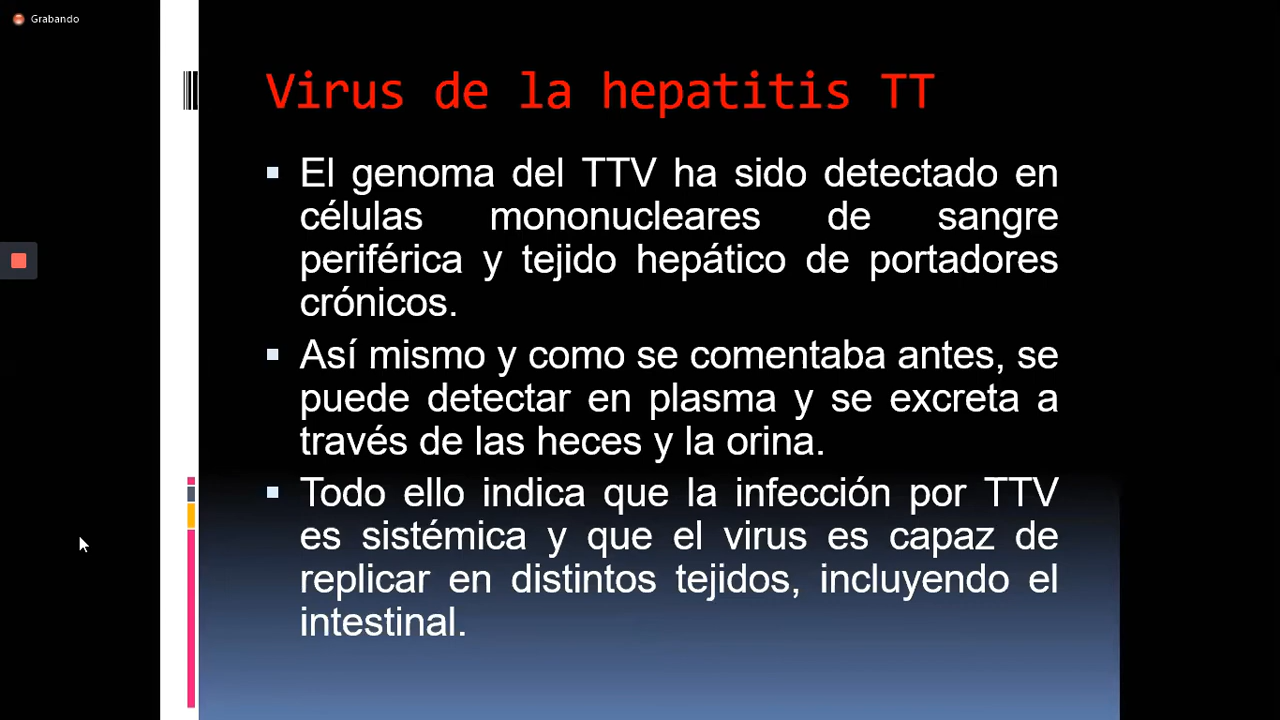 Grabando
Virus de la hepatitis TT
El genoma del TTV ha sido detectado en
células mononucleares de sangre
periférica y tejido hepático de portadores
crónicos.
Así mismo y como se comentaba antes, se
puede detectar en plasma y se excreta a
través de las heces y la orina.
Todo ello indica que la infección por TTV
es sistémica y que el virus es capaz de
replicar en distintos tejidos, incluyendo el
intestinal.